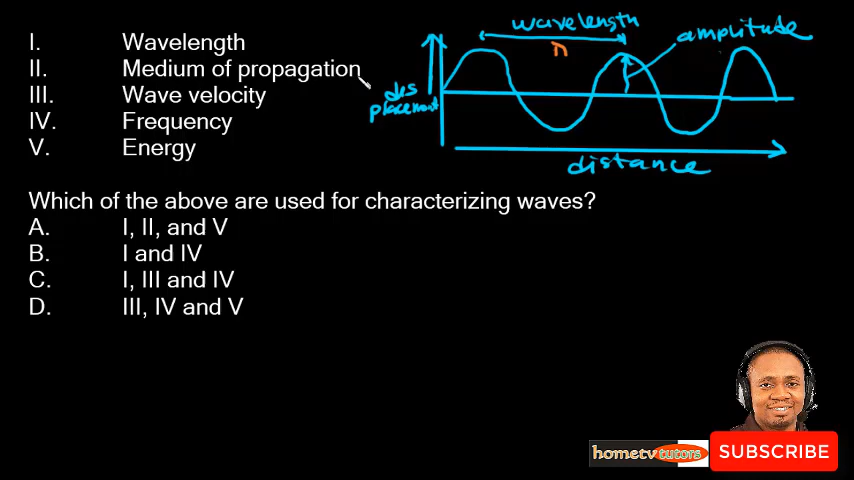 I. Wavelength
II. Medium of propagation
III. Wave velocity
IV. Frequency
V. Energy
wavelength
amplitude
displacement
distance
Which of the above are used for characterizing waves?
A. I, II, and V
B. I and IV
C. I, III and IV
D. III, IV and V
hometvtutors
SUBSCRIBE